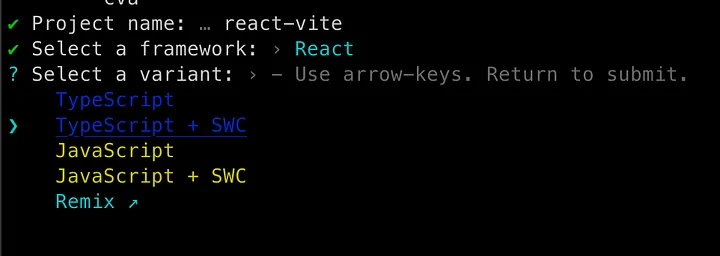 ✔ Project name: … react-vite
✔ Select a framework: › React
? Select a variant: › - Use arrow-keys. Return to submit.
TypeScript
❯ TypeScript + SWC
JavaScript
JavaScript + SWC
Remix ↗